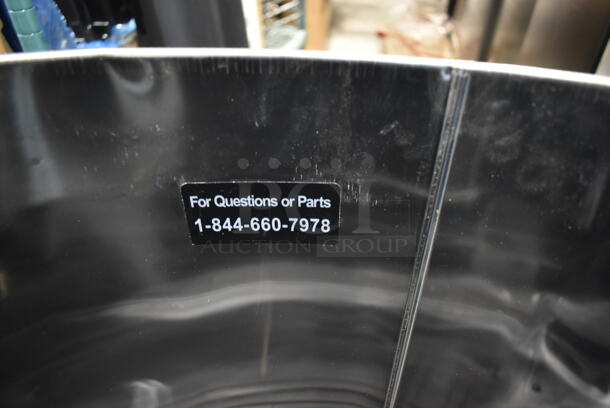 For Questions or Parts
1-844-660-7978
PCI
AUCTION GROUP